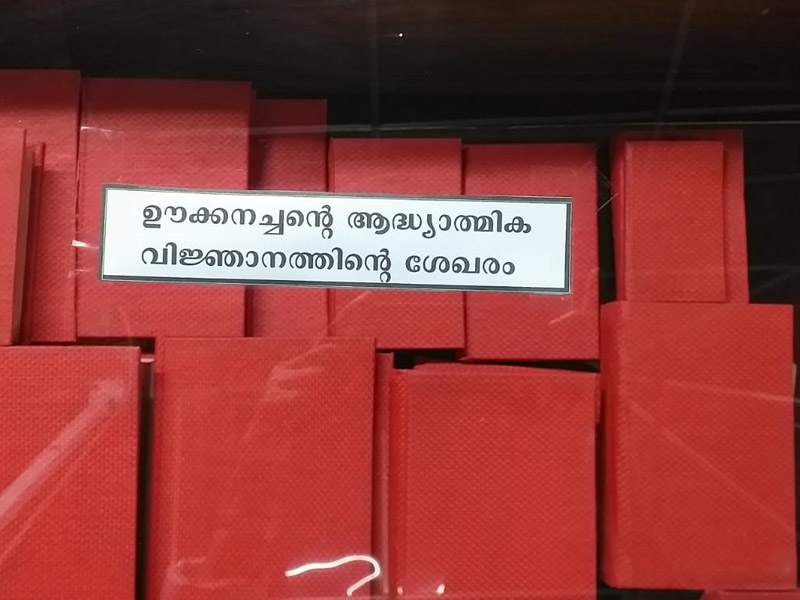 ഊക്കനച്ചന്റെ ആദ്ധ്യാത്മിക
വിജ്ഞാനത്തിന്റെ ശേഖരം